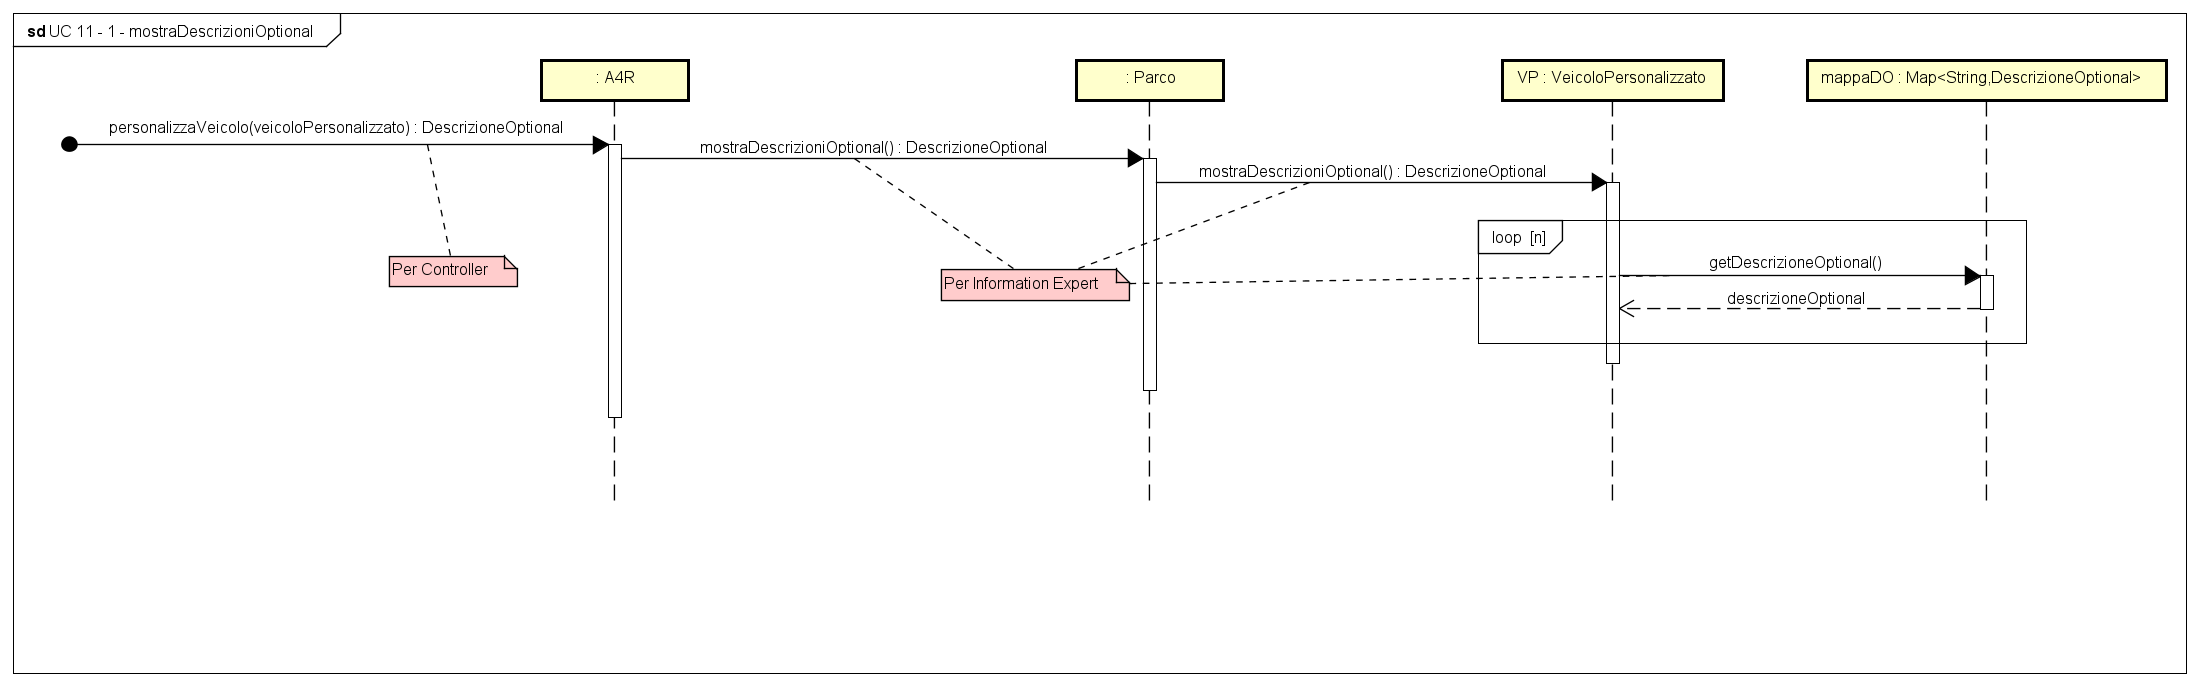 sd UC 11 - 1 - mostraDescrizioniOptional
: A4R
: Parco
VP : VeicoloPersonalizzato
mappaDO : Map<String,DescrizioneOptional>
personalizzaVeicolo(veicoloPersonalizzato) : DescrizioneOptional
mostraDescrizioniOptional() : DescrizioneOptional
mostraDescrizioniOptional() : DescrizioneOptional
loop [n]
getDescrizioneOptional()
Per Controller
Per Information Expert
descrizioneOptional